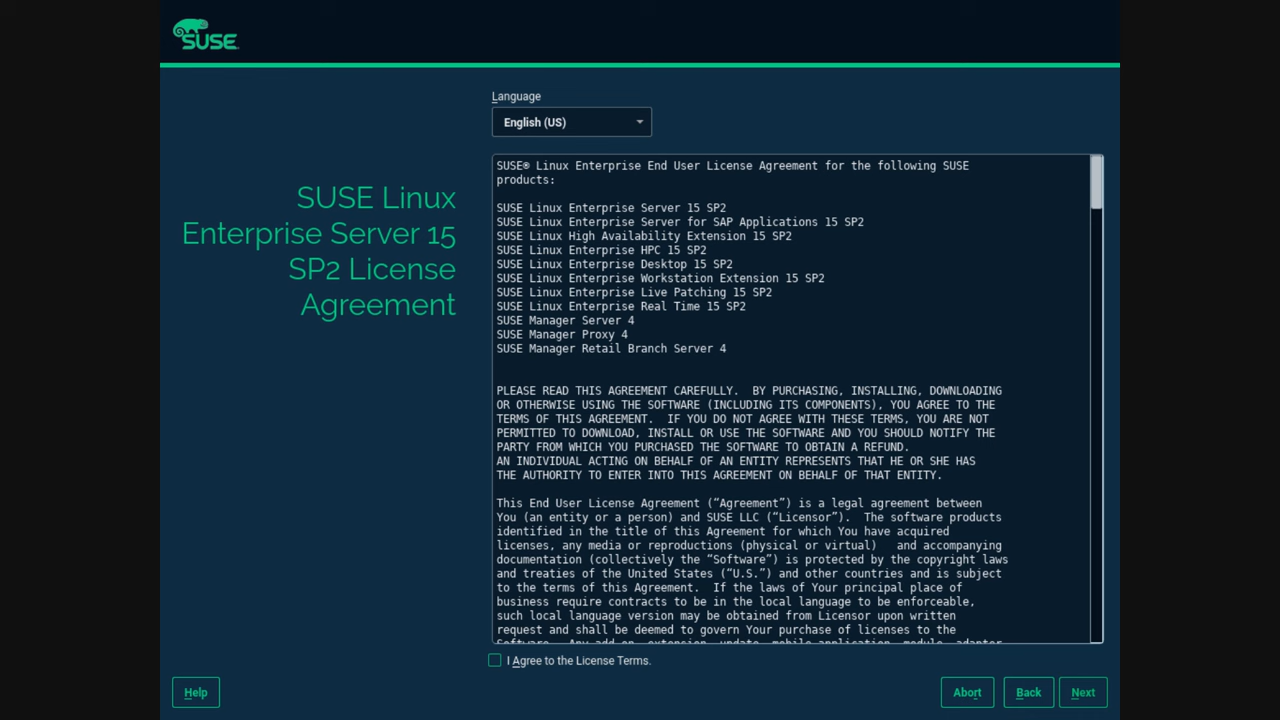 SUSE
Language
English (US)
SUSE Linux
Enterprise Server 15
SP2 License
Agreement
SUSE® Linux Enterprise End User License Agreement for the following SUSE
products:
SUSE Linux Enterprise Server 15 SP2
SUSE Linux Enterprise Server for SAP Applications 15 SP2
SUSE Linux High Availability Extension 15 SP2
SUSE Linux Enterprise HPC 15 SP2
SUSE Linux Enterprise Desktop 15 SP2
SUSE Linux Enterprise Workstation Extension 15 SP2
SUSE Linux Enterprise Live Patching 15 SP2
SUSE Linux Enterprise Real Time 15 SP2
SUSE Manager Server 4
SUSE Manager Proxy 4
SUSE Manager Retail Branch Server 4
PLEASE READ THIS AGREEMENT CAREFULLY.  BY PURCHASING, INSTALLING, DOWNLOADING
OR OTHERWISE USING THE SOFTWARE (INCLUDING ITS COMPONENTS), YOU AGREE TO THE
TERMS OF THIS AGREEMENT.  IF YOU DO NOT AGREE WITH THESE TERMS, YOU ARE NOT
PERMITTED TO DOWNLOAD, INSTALL OR USE THE SOFTWARE AND YOU SHOULD NOTIFY THE
PARTY FROM WHICH YOU PURCHASED THE SOFTWARE TO OBTAIN A REFUND.
AN INDIVIDUAL ACTING ON BEHALF OF AN ENTITY REPRESENTS THAT HE OR SHE HAS
THE AUTHORITY TO ENTER INTO THIS AGREEMENT ON BEHALF OF THAT ENTITY.
This End User License Agreement (“Agreement”) is a legal agreement between
You (an entity or a person) and SUSE LLC (“Licensor”).  The software products
identified in the title of this Agreement for which You have acquired
licenses, any media or reproductions (physical or virtual)   and accompanying
documentation (collectively the “Software”) is protected by the copyright laws
and treaties of the United States (“U.S.”) and other countries and is subject
to the terms of this Agreement.  If the laws of Your principal place of
business require contracts to be in the local language to be enforceable,
such local language version may be obtained from Licensor upon written
request and shall be deemed to govern Your purchase of licenses to the
Software.  Any add-on, extension, update, mobile application, module, adapter
I Agree to the License Terms.
Help
Abort
Back
Next